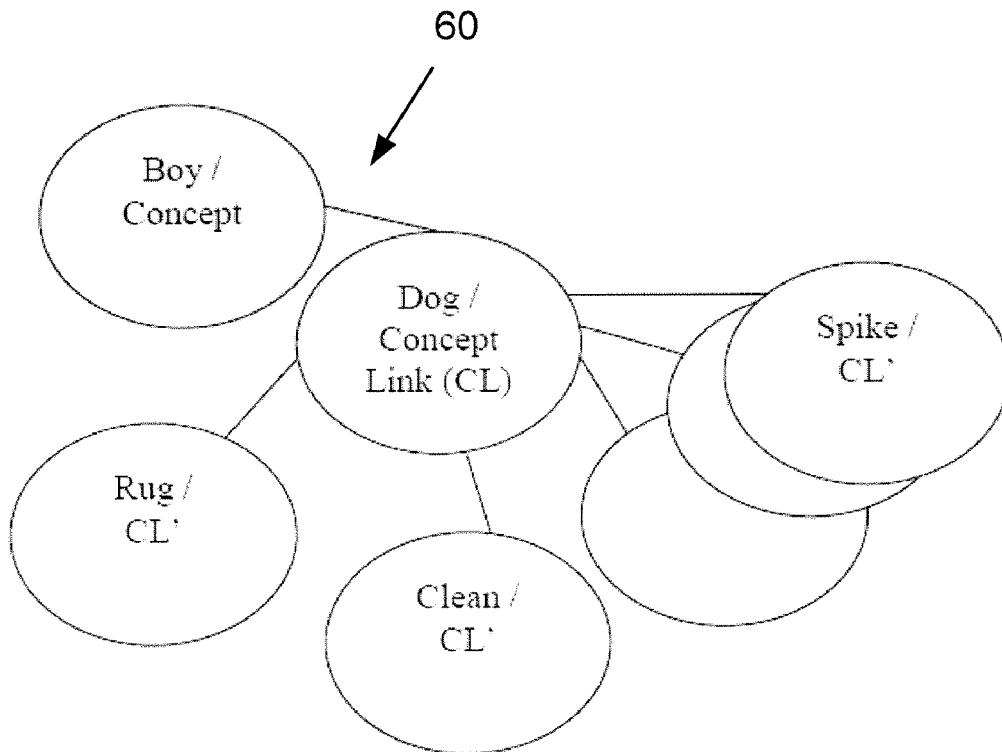 60
Boy /
Concept
Dog /
Concept
Link (CL)
Spike /
CL`
Rug /
CL`
Clean /
CL`